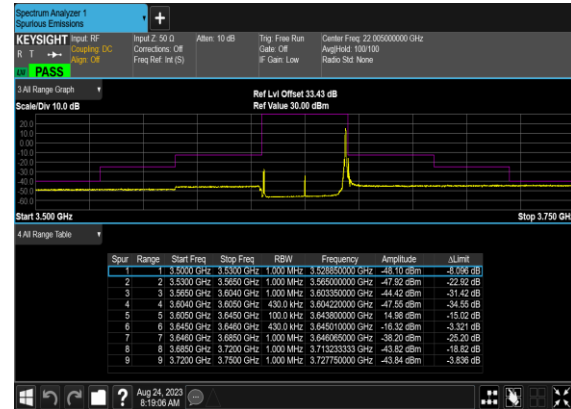 Spectrum Analyzer 1
Spurious Emissions
+
KEYSIGHT Input: RF Input Z: 50 Ω Atten: 10 dB Trig: Free Run Center Freq: 22.005000000 GHz
R T Coupling: DC Corrections: Off Gate: Off Avg|Hold: 100/100
Align: Off Freq Ref: Int (S) IF Gain: Low Radio Std: None
PASS
3 All Range Graph
Ref Lvl Offset 33.43 dB
Scale/Div 10.0 dB Ref Value 30.00 dBm
20.0
10.0
0.00
-10.0
-20.0
-30.0
-40.0
-50.0
-60.0
Start 3.500 GHz Stop 3.750 GH
4 All Range Table
Spur Range Start Freq Stop Freq RBW Frequency Amplitude ΔLimit
1 1 3.5000 GHz 3.5300 GHz 1.000 MHz 3.528850000 GHz -48.10 dBm -8.096 dB
2 2 3.5300 GHz 3.5650 GHz 1.000 MHz 3.565000000 GHz -47.92 dBm -22.92 dB
3 3 3.5650 GHz 3.6040 GHz 1.000 MHz 3.603350000 GHz -44.42 dBm -31.42 dB
4 4 3.6040 GHz 3.6050 GHz 430.0 kHz 3.604220000 GHz -47.55 dBm -34.55 dB
5 5 3.6050 GHz 3.6450 GHz 100.0 kHz 3.643800000 GHz 14.98 dBm -15.02 dB
6 6 3.6450 GHz 3.6460 GHz 430.0 kHz 3.645010000 GHz -16.32 dBm -3.321 dB
7 7 3.6460 GHz 3.6850 GHz 1.000 MHz 3.646065000 GHz -38.20 dBm -25.20 dB
8 8 3.6850 GHz 3.7200 GHz 1.000 MHz 3.713233333 GHz -43.82 dBm -18.82 dB
9 9 3.7200 GHz 3.7500 GHz 1.000 MHz 3.727750000 GHz -43.84 dBm -3.836 dB
? Aug 24, 2023
8:19:06 AM